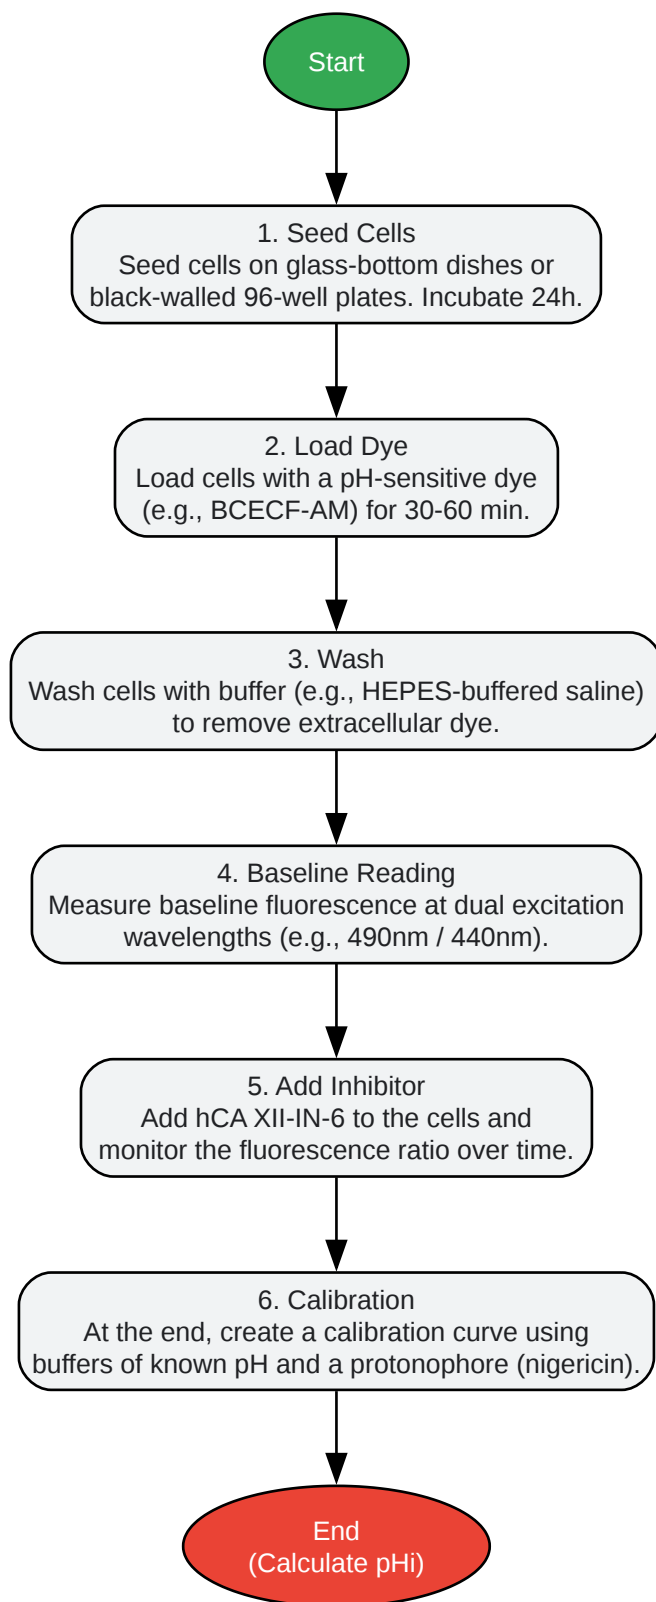 Start
1. Seed Cells
Seed cells on glass-bottom dishes or
black-walled 96-well plates. Incubate 24h.
2. Load Dye
Load cells with a pH-sensitive dye
(e.g., BCECF-AM) for 30-60 min.
3. Wash
Wash cells with buffer (e.g., HEPES-buffered saline)
to remove extracellular dye.
4. Baseline Reading
Measure baseline fluorescence at dual excitation
wavelengths (e.g., 490nm / 440nm).
5. Add Inhibitor
Add hCA XII-IN-6 to the cells and
monitor the fluorescence ratio over time.
6. Calibration
At the end, create a calibration curve using
buffers of known pH and a protonophore (nigericin).
End
(Calculate pHi)